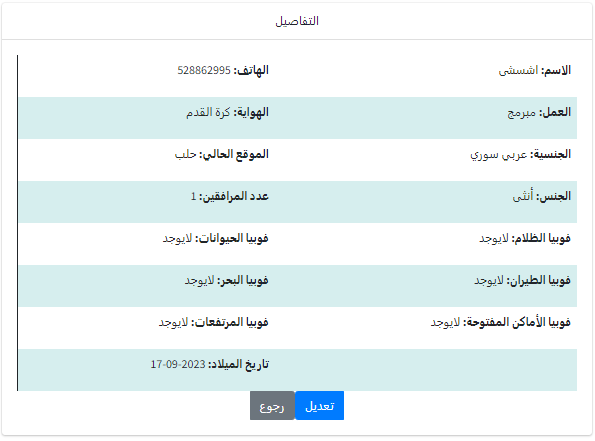 التفاصيل
الاسم: اشسشى
الهاتف: 528862995
العمل: مبرمج
الهواية: كرة القدم
الجنسية: عربي سوري
الموقع الحالي: حلب
الجنس: أنثى
عدد المرافقين: 1
فوبيا الظلام: لايوجد
فوبيا الحيوانات: لايوجد
فوبيا الطيران: لايوجد
فوبيا البحر: لايوجد
فوبيا الأماكن المفتوحة: لايوجد
فوبيا المرتفعات: لايوجد
تاريخ الميلاد: 2023-09-17
تعديل
رجوع